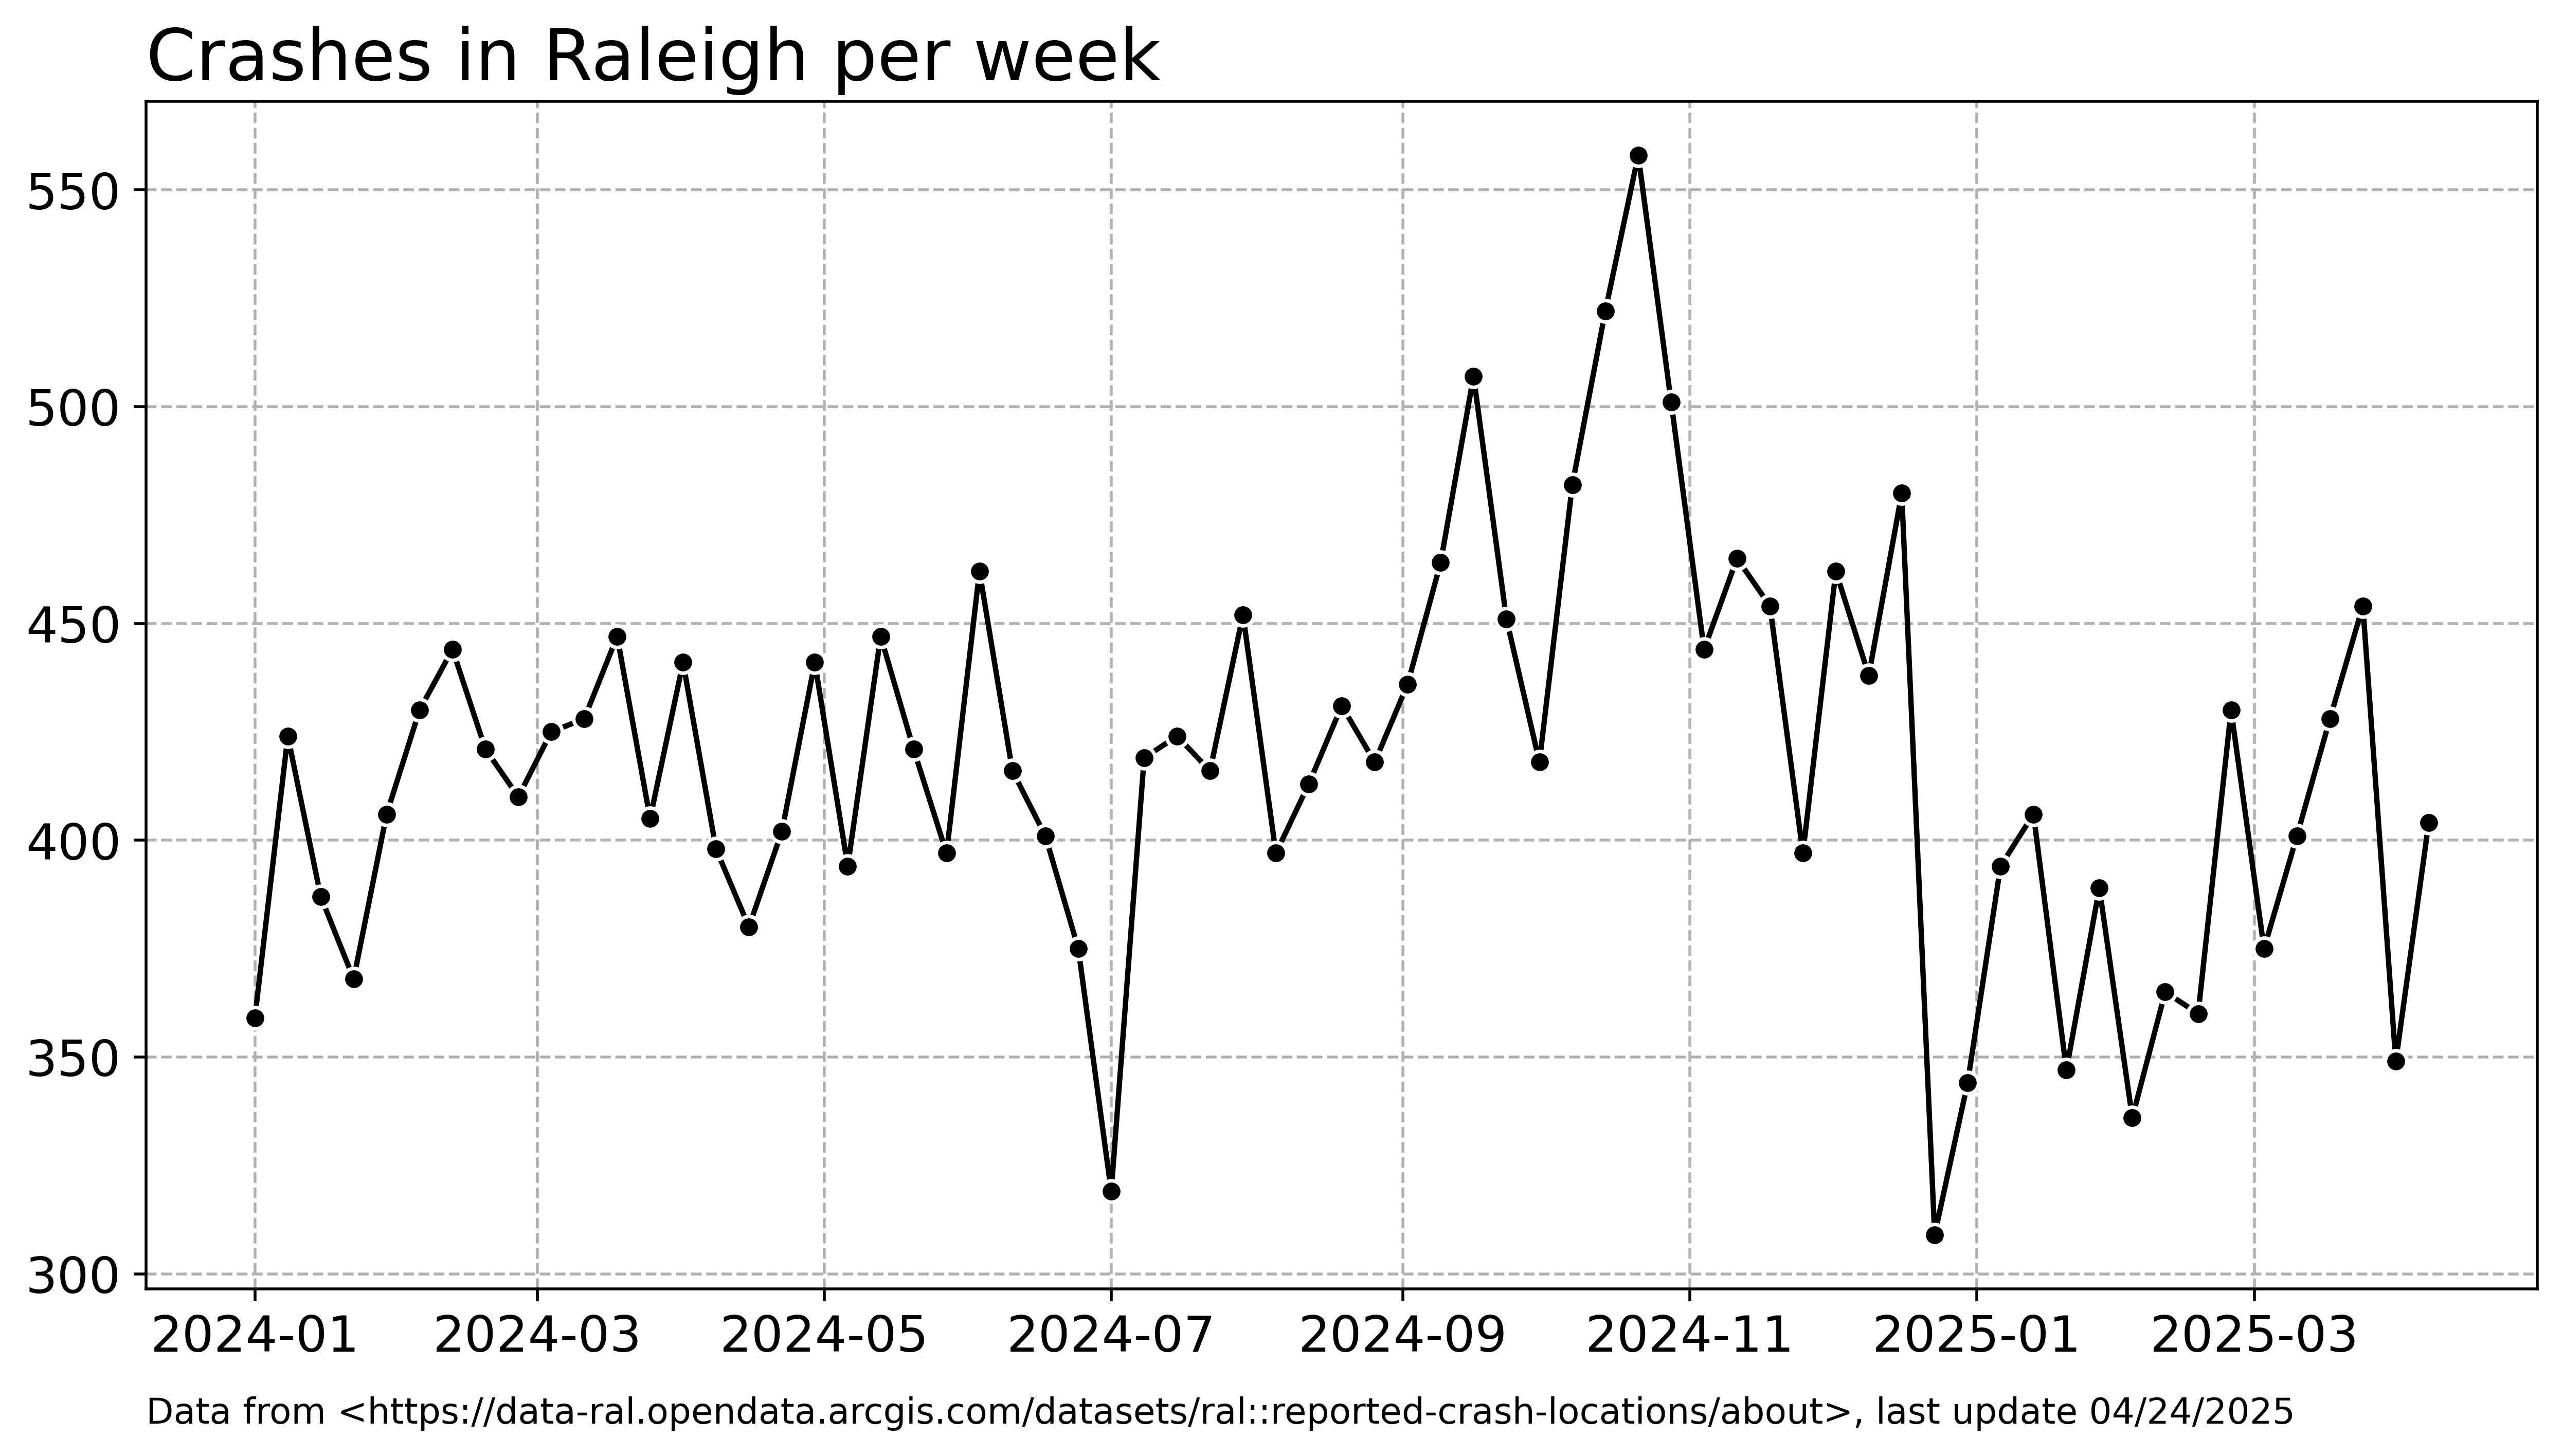 Crashes in Raleigh per week
550
500
450
400
350
300
2024-01 2024-03 2024-05 2024-07 2024-09 2024-11 2025-01 2025-03
Data from <https://data-ral.opendata.arcgis.com/datasets/ral::reported-crash-locations/about>, last update 04/24/2025